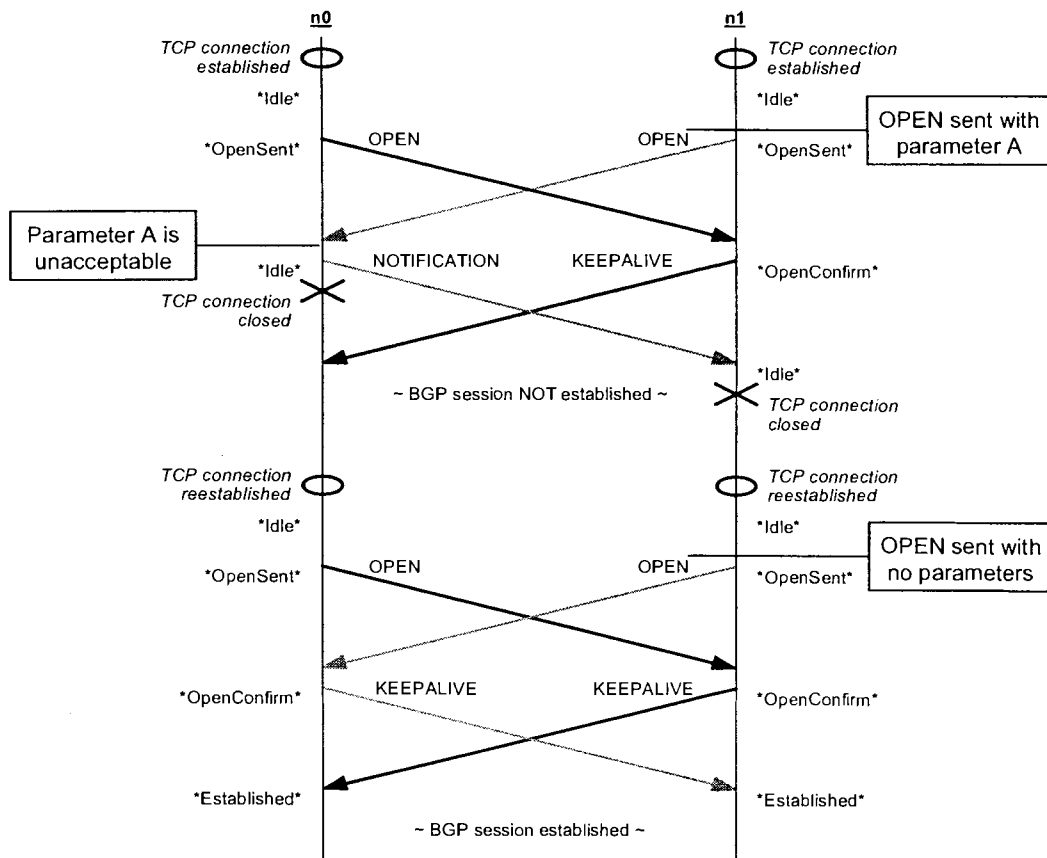 n0
n1
TCP connection
established
TCP connection
established
*Idle*
*Idle*
OPEN sent with
parameter A
OPEN
OPEN
*OpenSent*
*OpenSent*
Parameter A is
unacceptable
NOTIFICATION
KEEPALIVE
*Idle*
*OpenConfirm*
TCP connection
closed
*Idle*
~ BGP session NOT established ~
TCP connection
closed
TCP connection
reestablished
TCP connection
reestablished
*Idle*
*Idle*
OPEN sent with
no parameters
OPEN
OPEN
*OpenSent*
*OpenSent*
KEEPALIVE
KEEPALIVE
*OpenConfirm*
*OpenConfirm*
*Established*
*Established*
~ BGP session established ~